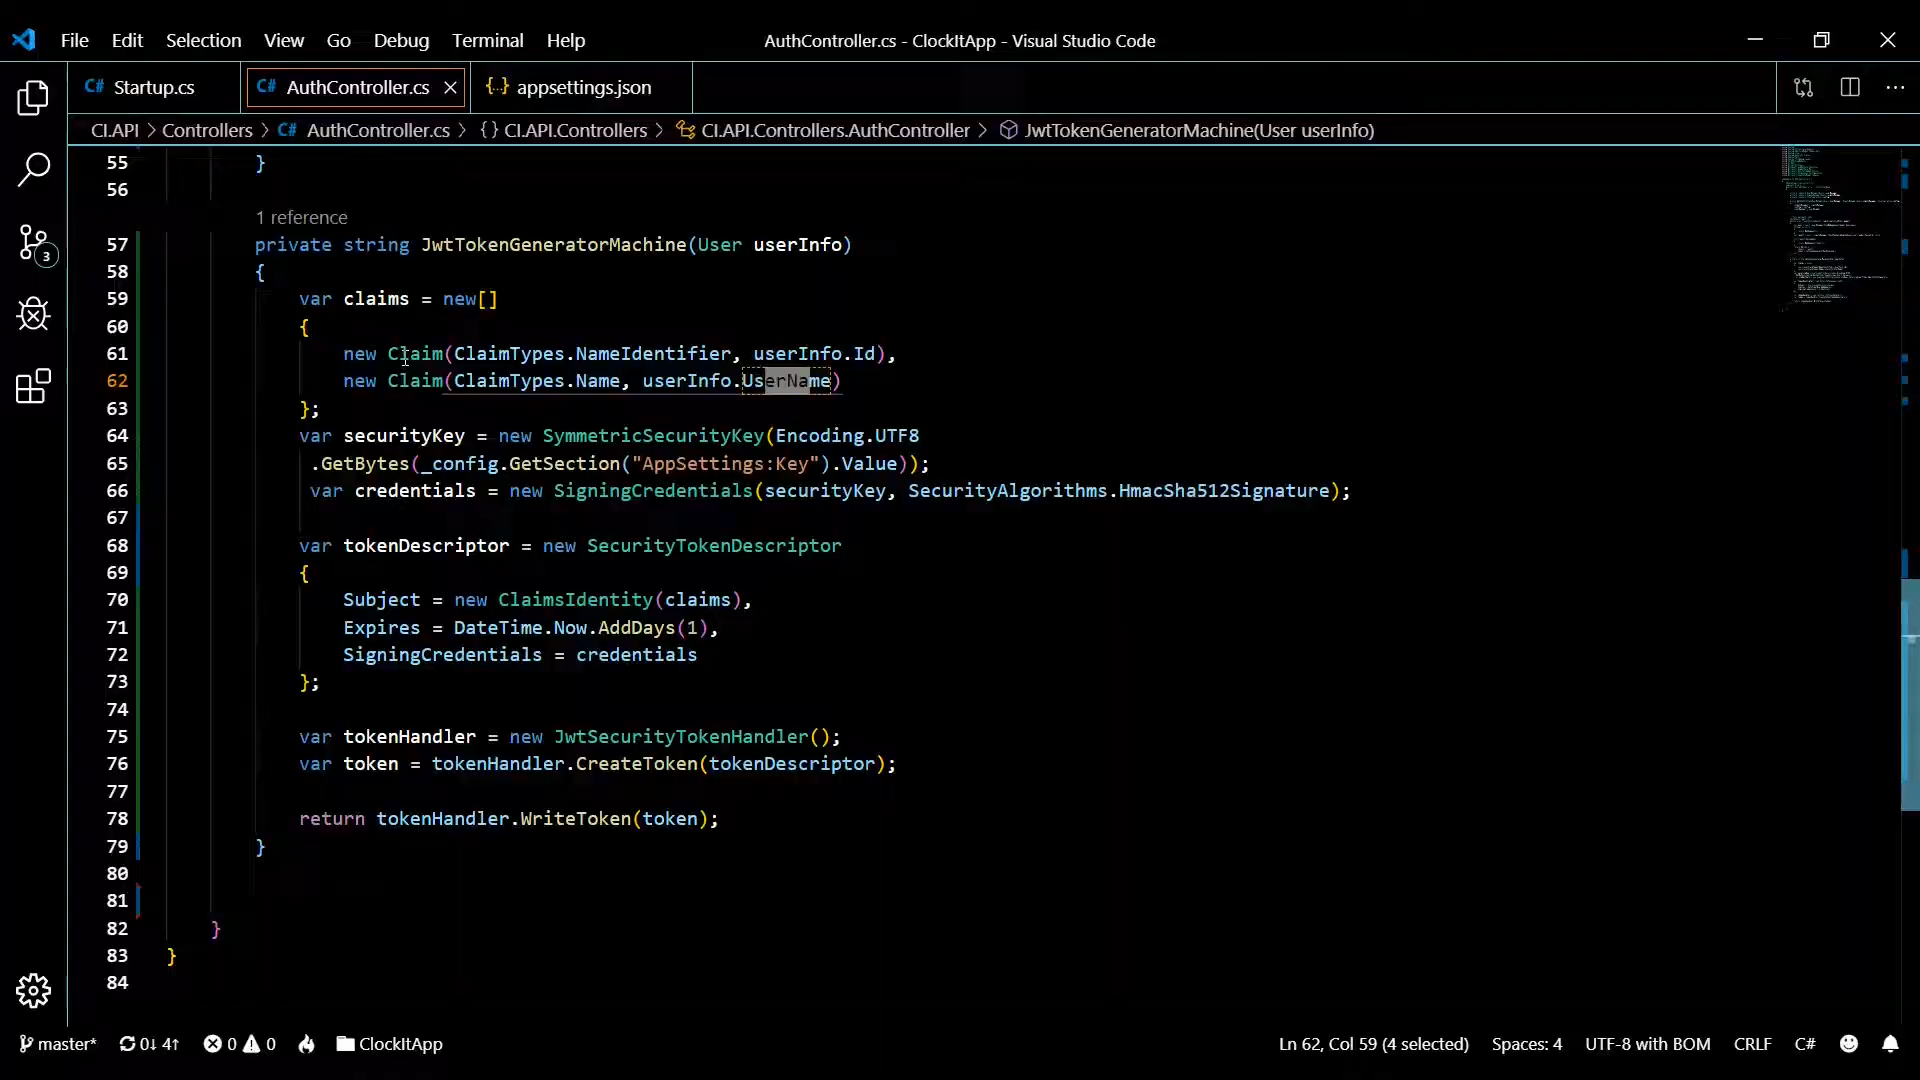 File Edit Selection View Go Debug Terminal Help AuthController.cs - ClockItApp - Visual Studio Code
C# Startup.cs C# AuthController.cs {..} appsettings.json
CI.API > Controllers > C# AuthController.cs > {} CI.API.Controllers > CI.API.Controllers.AuthController > JwtTokenGeneratorMachine(User userInfo)
55 }
56
1 reference
57 private string JwtTokenGeneratorMachine(User userInfo)
58 {
59 var claims = new[]
60 {
61 new Claim(ClaimTypes.NameIdentifier, userInfo.Id),
62 new Claim(ClaimTypes.Name, userInfo.UserName)
63 };
64 var securityKey = new SymmetricSecurityKey(Encoding.UTF8
65 .GetBytes(_config.GetSection("AppSettings:Key").Value));
66 var credentials = new SigningCredentials(securityKey, SecurityAlgorithms.HmacSha512Signature);
67
68 var tokenDescriptor = new SecurityTokenDescriptor
69 {
70 Subject = new ClaimsIdentity(claims),
71 Expires = DateTime.Now.AddDays(1),
72 SigningCredentials = credentials
73 };
74
75 var tokenHandler = new JwtSecurityTokenHandler();
76 var token = tokenHandler.CreateToken(tokenDescriptor);
77
78 return tokenHandler.WriteToken(token);
79 }
80
81
82 }
83 }
84
3
master* 0↓ 4↑ 0 0 ClockItApp Ln 62, Col 59 (4 selected) Spaces: 4 UTF-8 with BOM CRLF C#